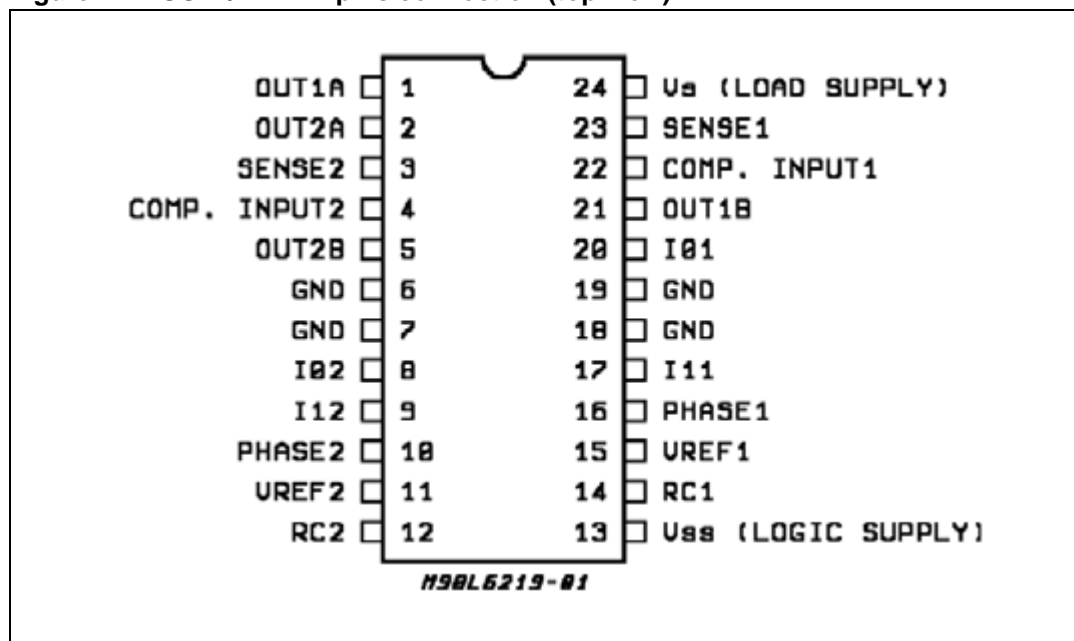 OUT1A 1 24 Vs (LOAD SUPPLY)
OUT2A 2 23 SENSE1
SENSE2 3 22 COMP. INPUT1
COMP. INPUT2 4 21 OUT1B
OUT2B 5 20 I01
GND 6 19 GND
GND 7 18 GND
I02 8 17 I11
I12 9 16 PHASE1
PHASE2 10 15 VREF1
VREF2 11 14 RC1
RC2 12 13 Vss (LOGIC SUPPLY)
M90L6219-01